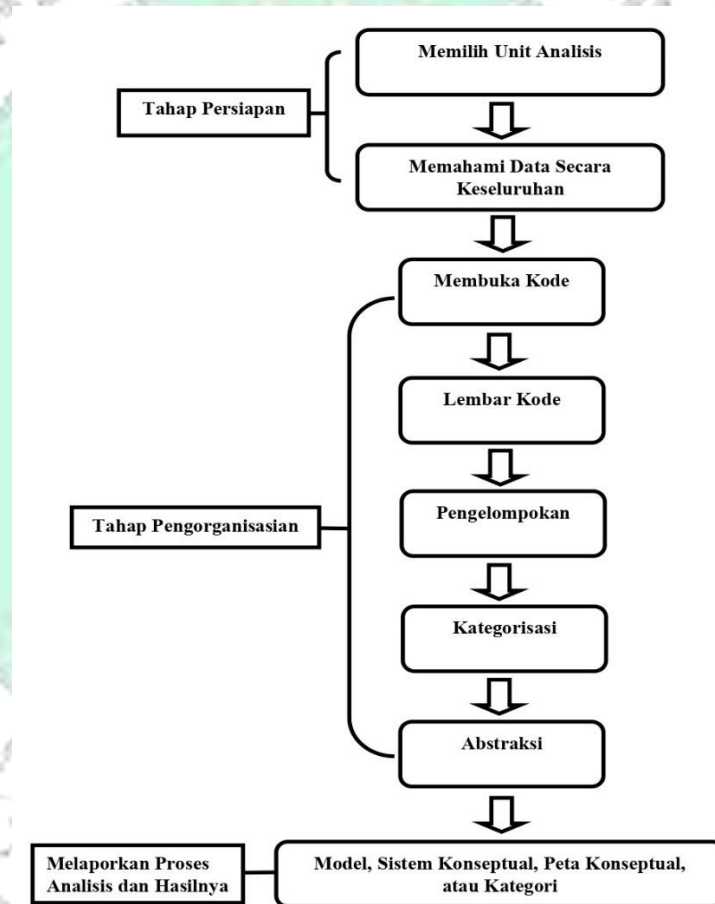 Memilih Unit Analisis
Tahap Persiapan
Memahami Data Secara
Keseluruhan
Membuka Kode
Lembar Kode
Tahap Pengorganisasian
Pengelompokan
Kategorisasi
Abstraksi
Melaporkan Proses
Analisis dan Hasilnya
Model, Sistem Konseptual, Peta Konseptual,
atau Kategori